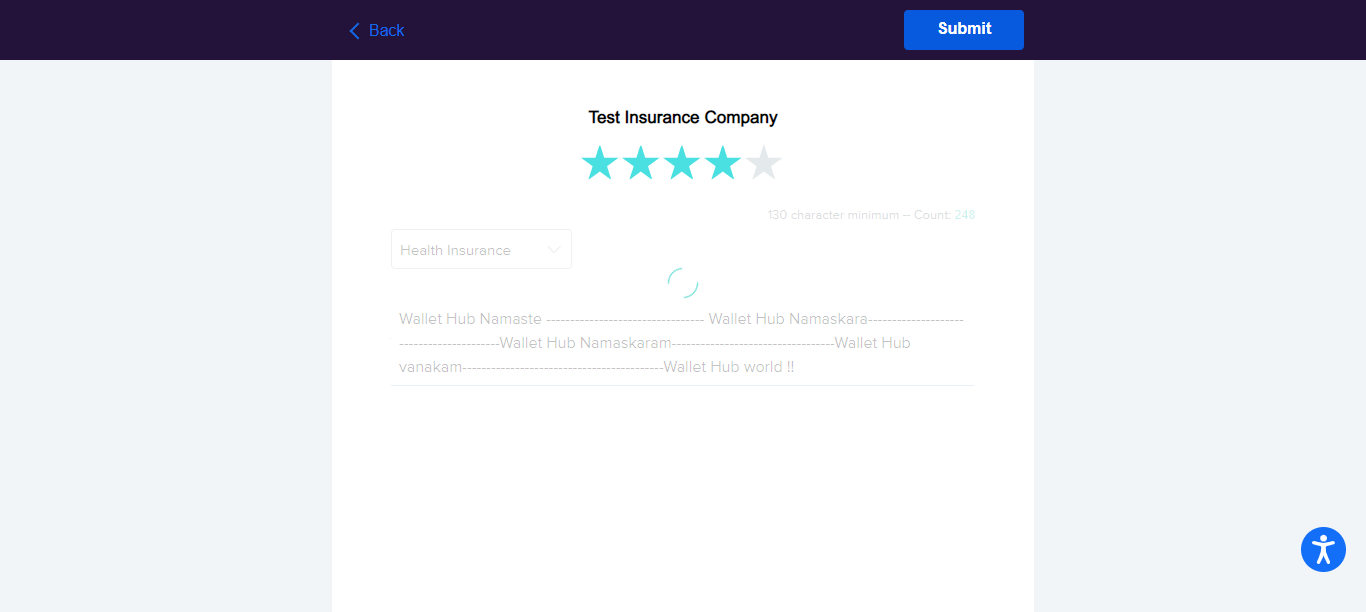 Back
Submit
Test Insurance Company
130 character minimum -- Count: 248
Health Insurance
Wallet Hub Namaste --------------------------------- Wallet Hub Namaskara--------------------
---------------------Wallet Hub Namaskaram----------------------------------Wallet Hub
vanakam------------------------------------------Wallet Hub world !!